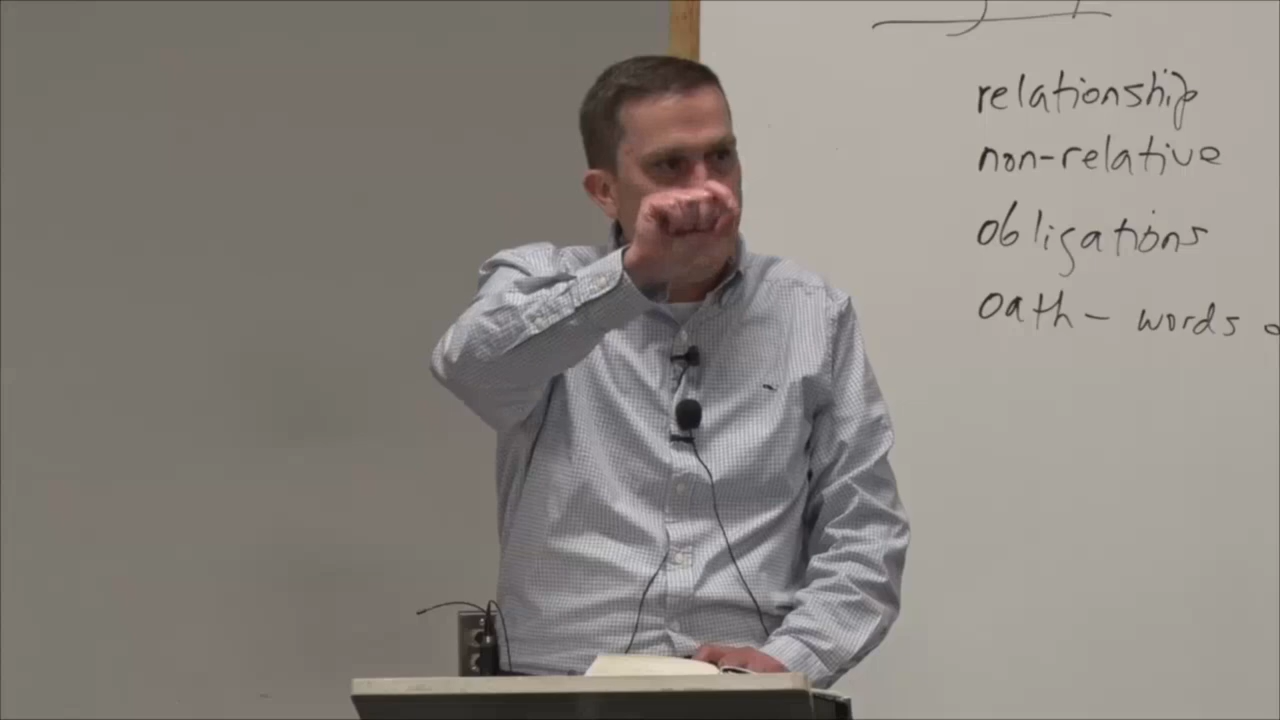 relationship
non-relative
obligations
Oath - words